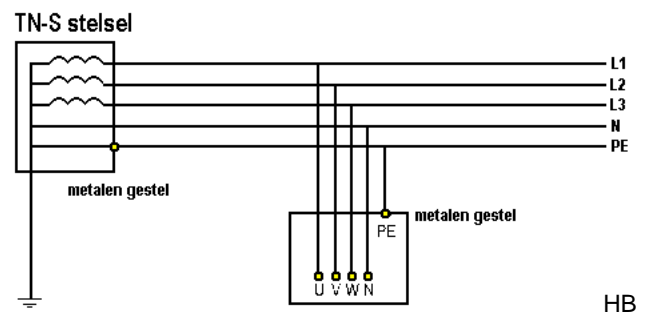 TN-S stelsel
L1
L2
L3
N
PE
metalen gestel
metalen gestel
PE
U V W N
HB